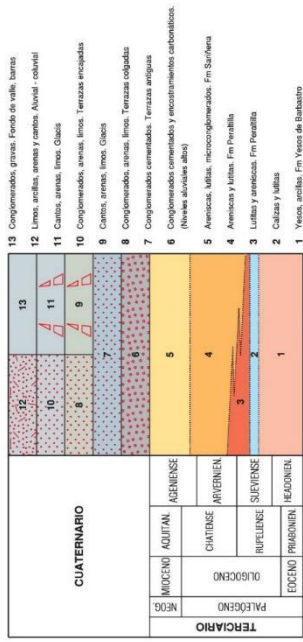 13 Conglomerados, gravas. Fondo de valle, barras
12 Limos, arcillas, arenas y cantos. Aluvial - coluvial
11 Cantos, arenas, limos. Glacis
10 Conglomerados, arenas, limos. Terrazas encajadas
9 Cantos, arenas, limos. Glacis
8 Conglomerados, arenas, limos. Terrazas colgadas
7 Conglomerados cementados. Terrazas antiguas
6 Conglomerados cementados y encostramientos carbonáticos.
(Niveles aluviales altos)
5 Areniscas, lutitas, microconglomerados. Fm Sariñena
4 Areniscas y lutitas. Fm Peraltilla
3 Lutitas y areniscas. Fm Peraltilla
2 Calizas y lutitas
1 Yesos, arcillas. Fm Yesos de Barbastro
12
13
10
11
8
9
7
6
5
4
3
2
1
CUATERNARIO
TERCIARIO
NEÓG.
PALEÓGENO
MIOCENO
OLIGOCENO
EOCENO
AQUITAN.
CHATIENSE
RUPELIENSE
PRIABONIEN.
AGENIENSE
ARVERNIEN.
SUEVIENSE
HEADONIEN.